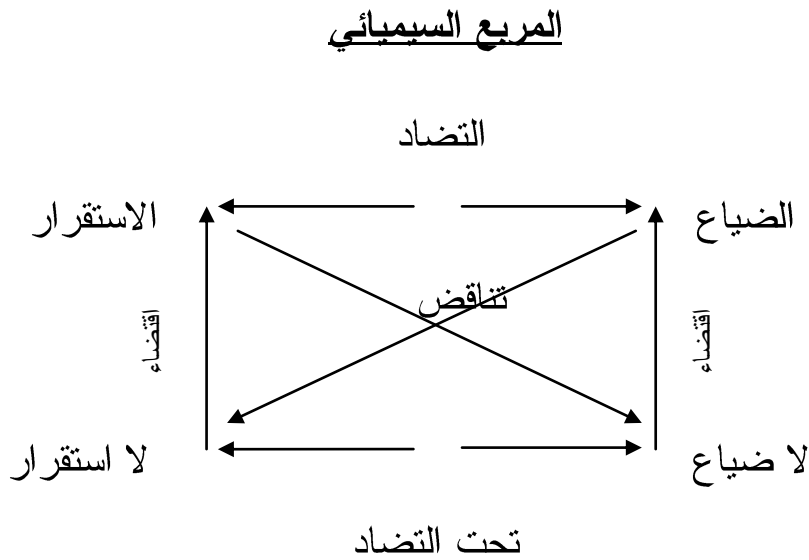 المربع السيميائي
التضاد
الضياع
الاستقرار
تناقض
اقتضاء
اقتضاء
لا ضياع
لا استقرار
تحت التضاد